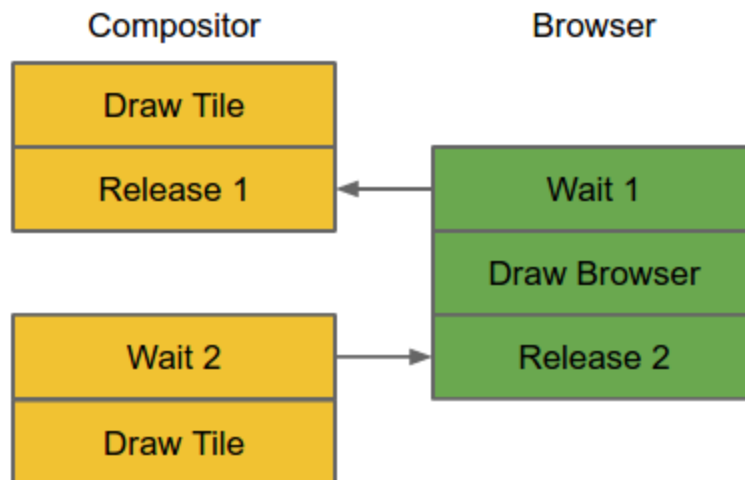 Compositor
Browser
Draw Tile
Release 1
Wait 1
Draw Browser
Wait 2
Release 2
Draw Tile